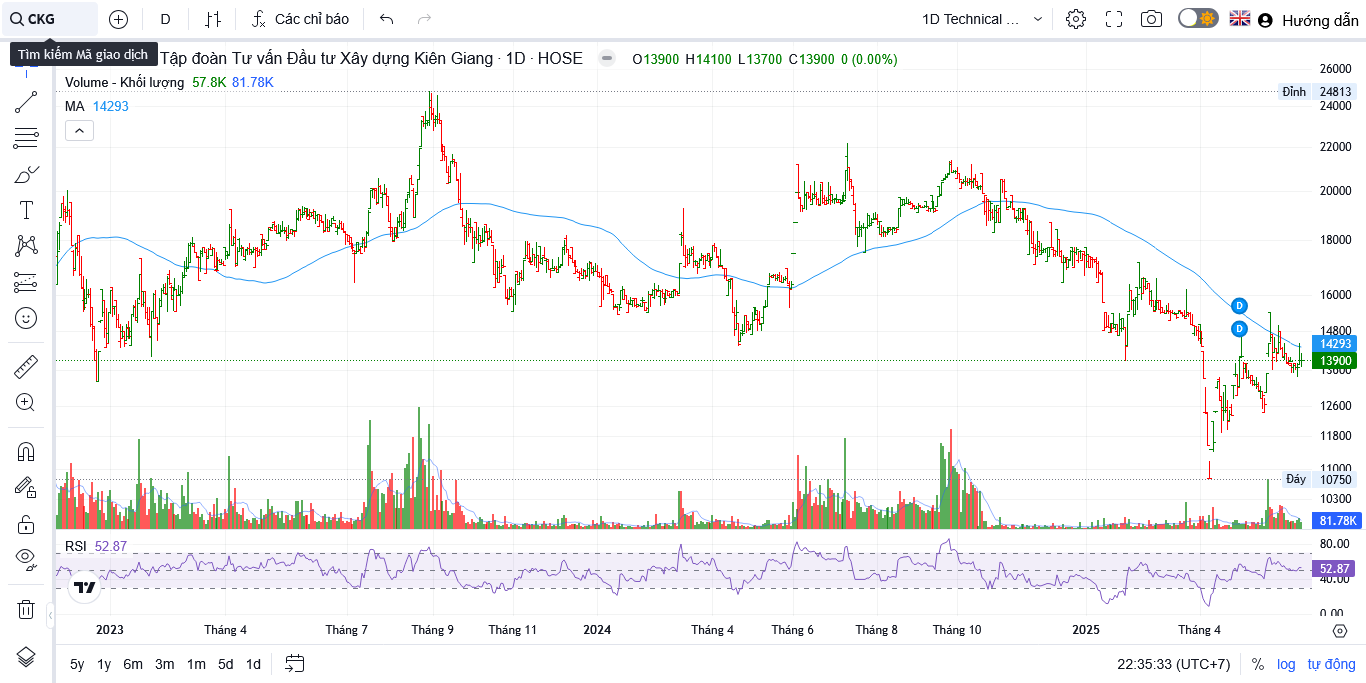 CKG D Các chỉ báo 1D Technical ... Hướng dẫn
Tìm kiếm Mã giao dịch
Tập đoàn Tư vấn Đầu tư Xây dựng Kiên Giang · 1D · HOSE O13900 H14100 L13700 C13900 0 (0.00%)
Volume - Khối lượng 57.8K 81.78K
MA 14293
26000
Đỉnh 24813
24000
22000
20000
18000
16000
D
D
14800
14293
13900
13600
12600
11800
11000
Đáy 10750
10300
81.78K
RSI 52.87
80.00
52.87
40.00
0.00
2023 Tháng 4 Tháng 7 Tháng 9 Tháng 11 2024 Tháng 4 Tháng 6 Tháng 8 Tháng 10 2025 Tháng 4
5y 1y 6m 3m 1m 5d 1d 22:35:33 (UTC+7) % log tự động